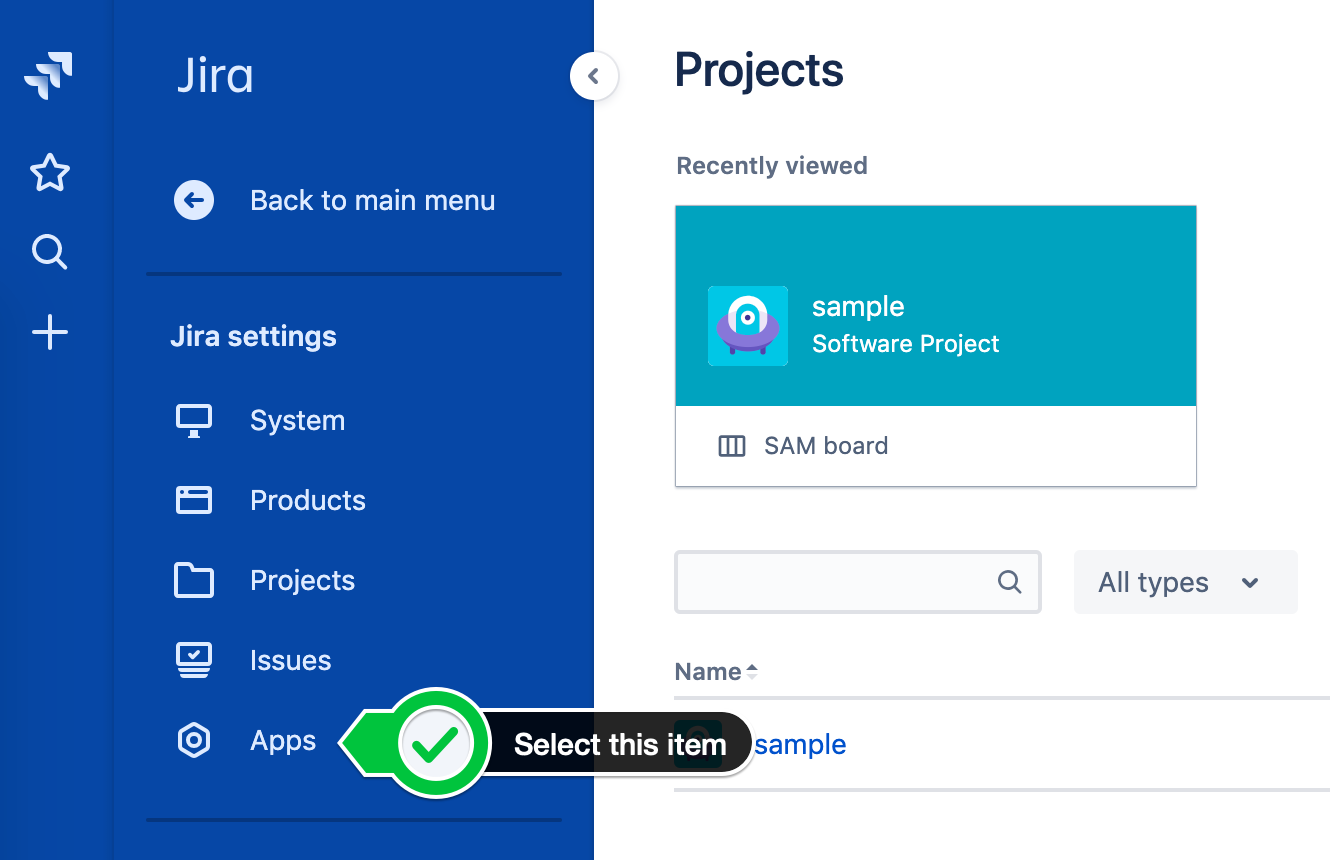 Jira
Back to main menu
Jira settings
System
Products
Projects
Issues
Apps
Select this item
Projects
Recently viewed
sample
Software Project
SAM board
All types
Name
sample